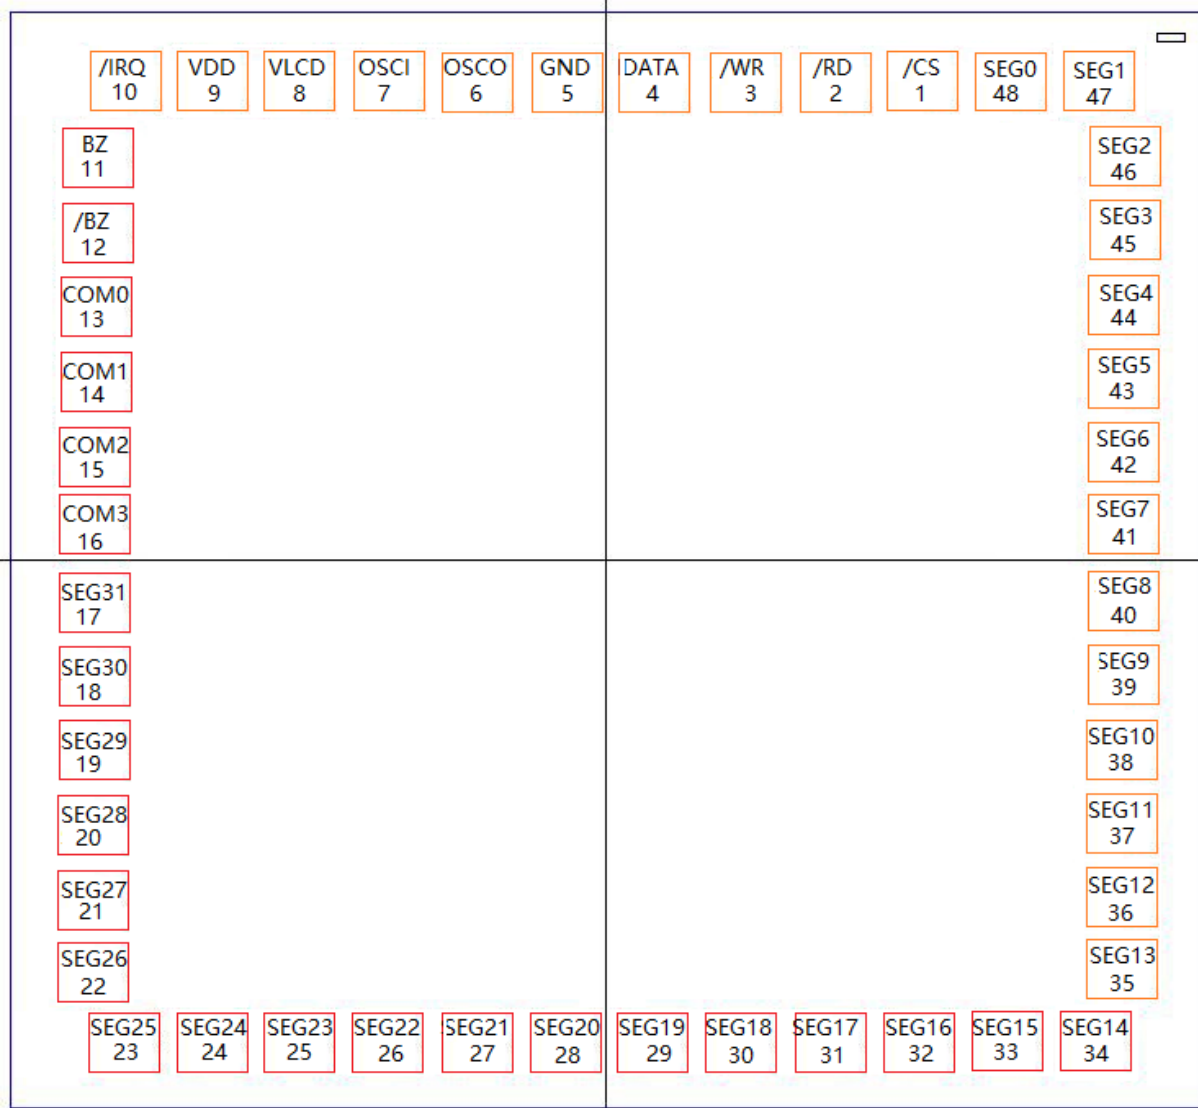 /IRQ
10
VDD
9
VLCD
8
OSCI
7
OSCO
6
GND
5
DATA
4
/WR
3
/RD
2
/CS
1
SEG0
48
SEG1
47
BZ
11
/BZ
12
COM0
13
COM1
14
COM2
15
COM3
16
SEG31
17
SEG30
18
SEG29
19
SEG28
20
SEG27
21
SEG26
22
SEG2
46
SEG3
45
SEG4
44
SEG5
43
SEG6
42
SEG7
41
SEG8
40
SEG9
39
SEG10
38
SEG11
37
SEG12
36
SEG13
35
SEG25
23
SEG24
24
SEG23
25
SEG22
26
SEG21
27
SEG20
28
SEG19
29
SEG18
30
SEG17
31
SEG16
32
SEG15
33
SEG14
34